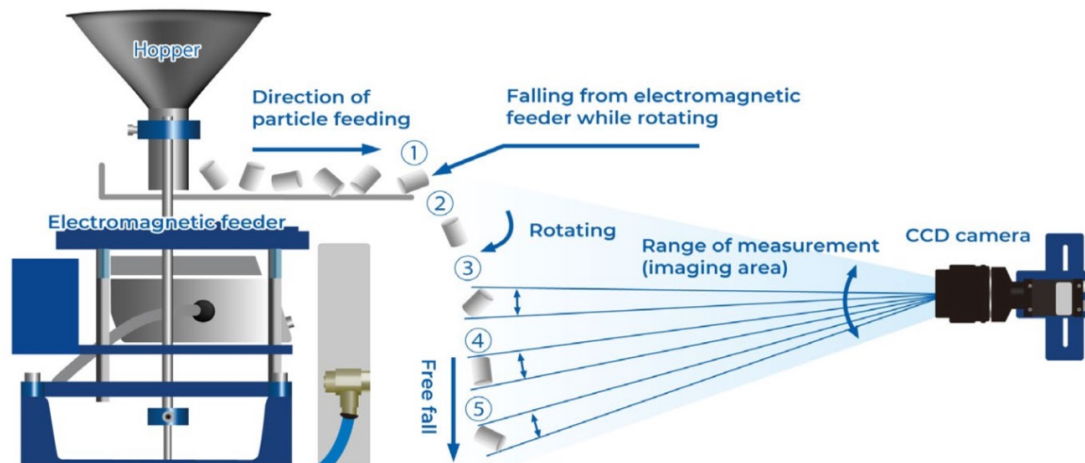 Hopper
Direction of
particle feeding
Falling from electromagnetic
feeder while rotating
①
②
Electromagnetic feeder
Rotating
Range of measurement
(imaging area)
CCD camera
③
④
Free fall
⑤